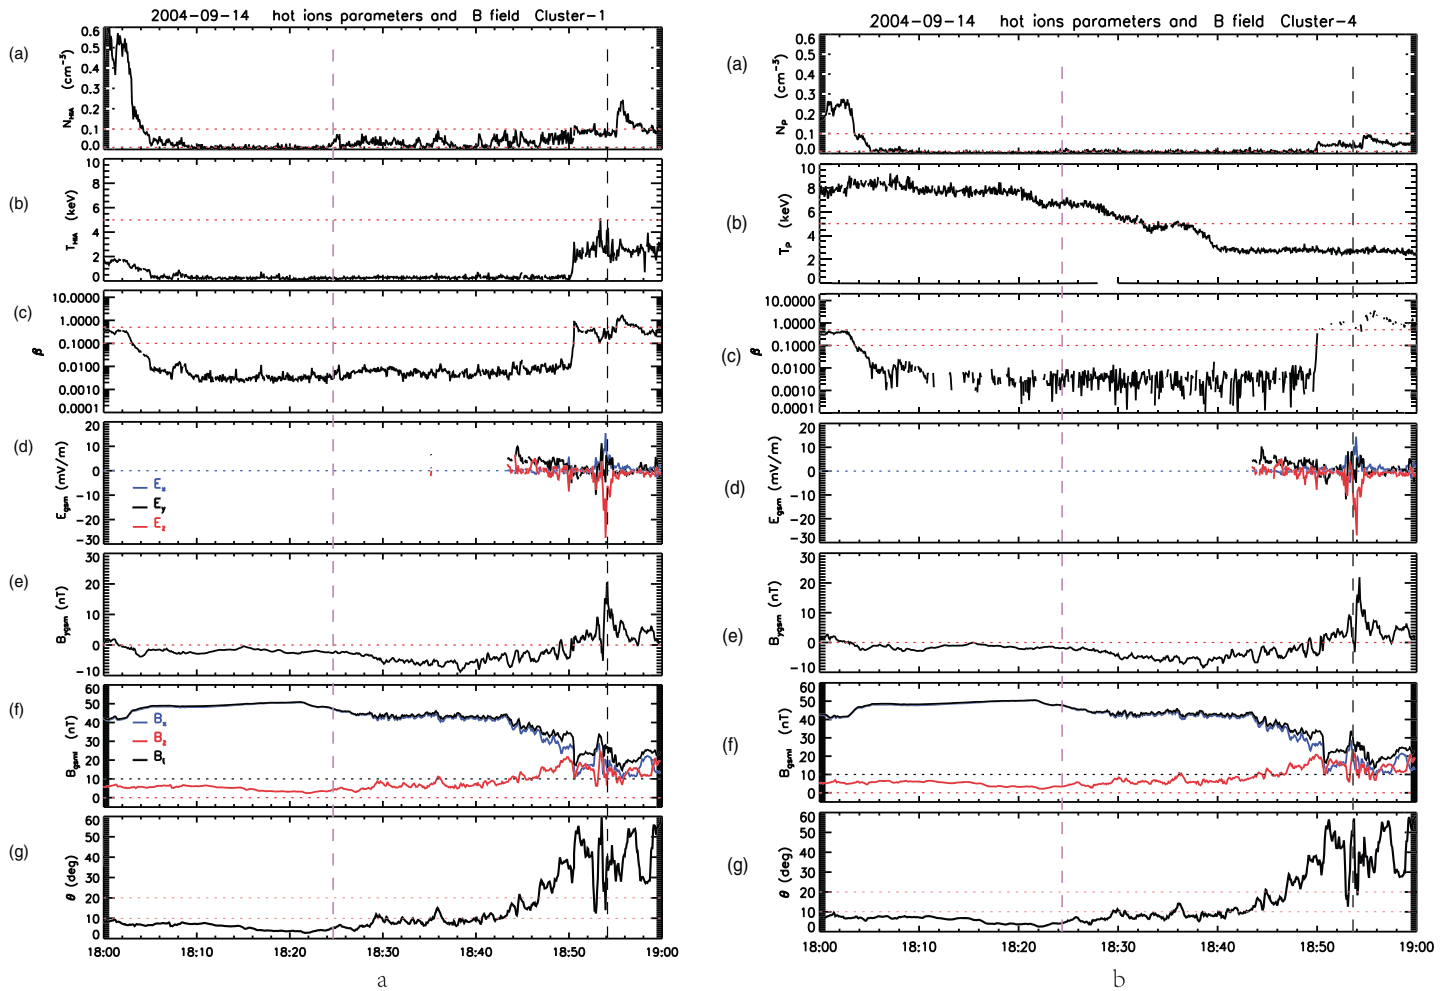 2004-09-14 hot ions parameters and B field Cluster-1
(a)
N_HIA (cm⁻³)
0.6
0.5
0.4
0.3
0.2
0.1
0.0
(b)
T_HIA (keV)
10
8
6
4
2
0
(c)
β
10.0000
1.0000
0.1000
0.0100
0.0010
0.0001
(d)
E_gsm (mV/m)
20
10
0
-10
-20
-30
E_x
E_y
E_z
(e)
B_ygsm (nT)
30
20
10
0
-10
(f)
B_gsm (nT)
60
50
40
30
20
10
0
B_x
B_z
B_t
(g)
θ (deg)
60
50
40
30
20
10
0
18:00 18:10 18:20 18:30 18:40 18:50 19:00
a
2004-09-14 hot ions parameters and B field Cluster-4
(a)
N_P (cm⁻³)
0.6
0.5
0.4
0.3
0.2
0.1
0.0
(b)
T_P (keV)
10
8
6
4
2
0
(c)
β
10.0000
1.0000
0.1000
0.0100
0.0010
0.0001
(d)
E_gsm (mV/m)
20
10
0
-10
-20
-30
(e)
B_ygsm (nT)
30
20
10
0
-10
(f)
B_gsml (nT)
60
50
40
30
20
10
0
(g)
θ (deg)
60
50
40
30
20
10
0
18:00 18:10 18:20 18:30 18:40 18:50 19:00
b